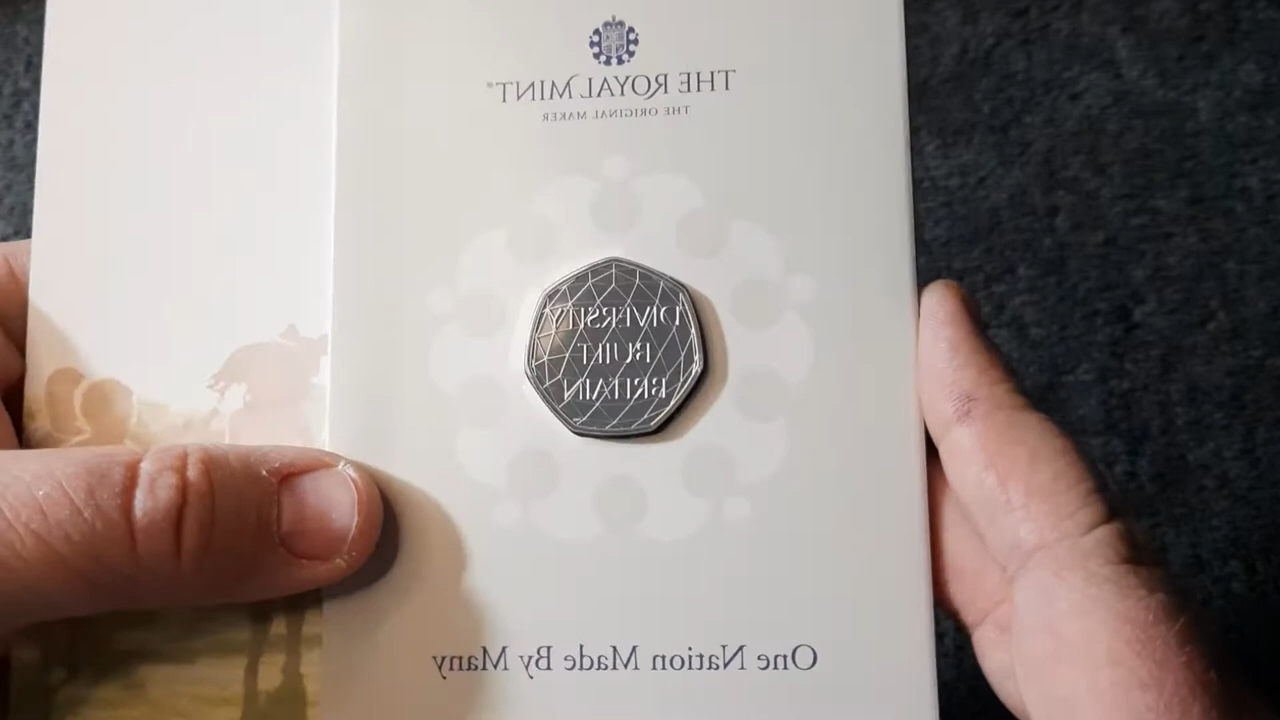 THE ROYAL MINT®
THE ORIGINAL MAKER
DIVERSITY
BUILT
BRITAIN
One Nation Made By Many